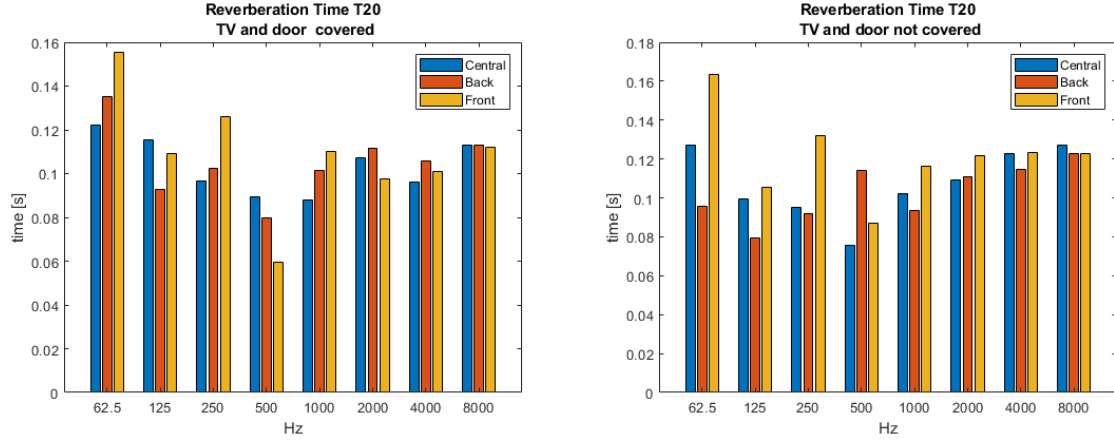 Reverberation Time T20
TV and door  covered
0.16
0.14
0.12
0.1
0.08
0.06
0.04
0.02
0
time [s]
Central
Back
Front
62.5 125 250 500 1000 2000 4000 8000
Hz
Reverberation Time T20
TV and door not covered
0.18
0.16
0.14
0.12
0.1
0.08
0.06
0.04
0.02
0
time [s]
Central
Back
Front
62.5 125 250 500 1000 2000 4000 8000
Hz